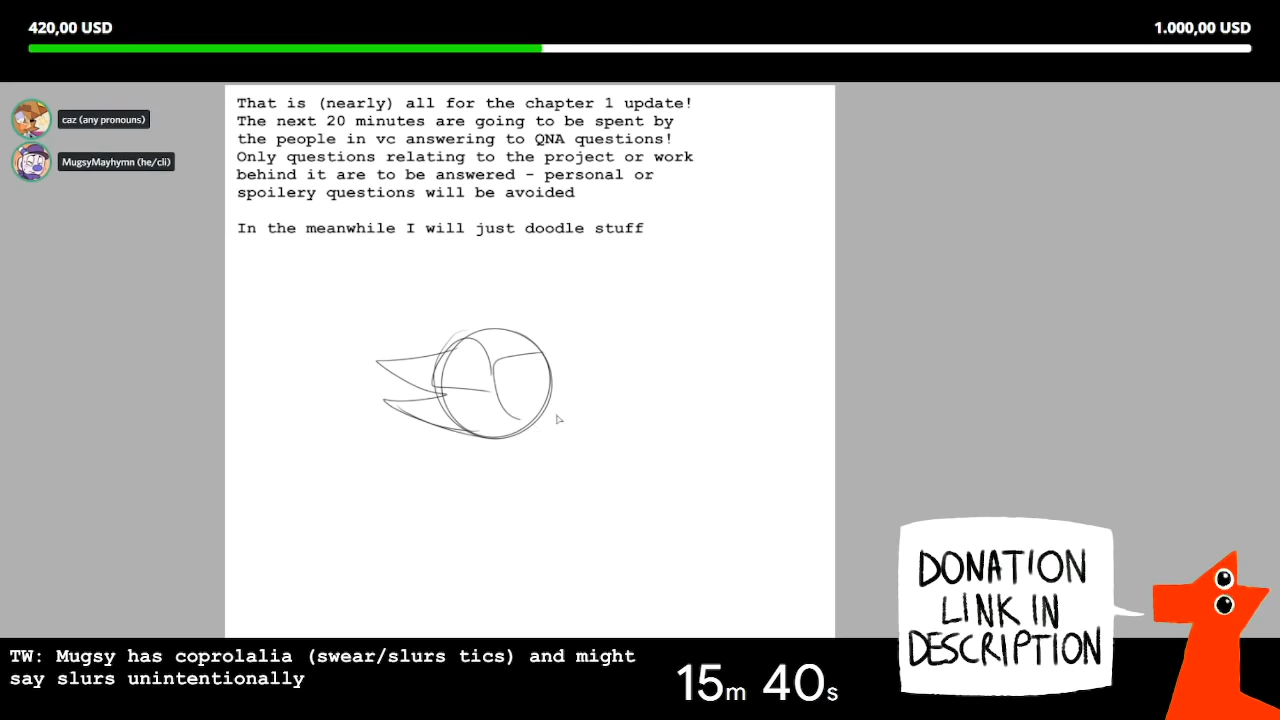 420,00 USD
1.000,00 USD
caz (any pronouns)
MugsyMayhymn (he/cli)
That is (nearly) all for the chapter 1 update!
The next 20 minutes are going to be spent by
the people in vc answering to QNA questions!
Only questions relating to the project or work
behind it are to be answered - personal or
spoilery questions will be avoided
In the meanwhile I will just doodle stuff
DONATION
LINK IN
DESCRIPTION
TW: Mugsy has coprolalia (swear/slurs tics) and might
say slurs unintentionally
15m 40s